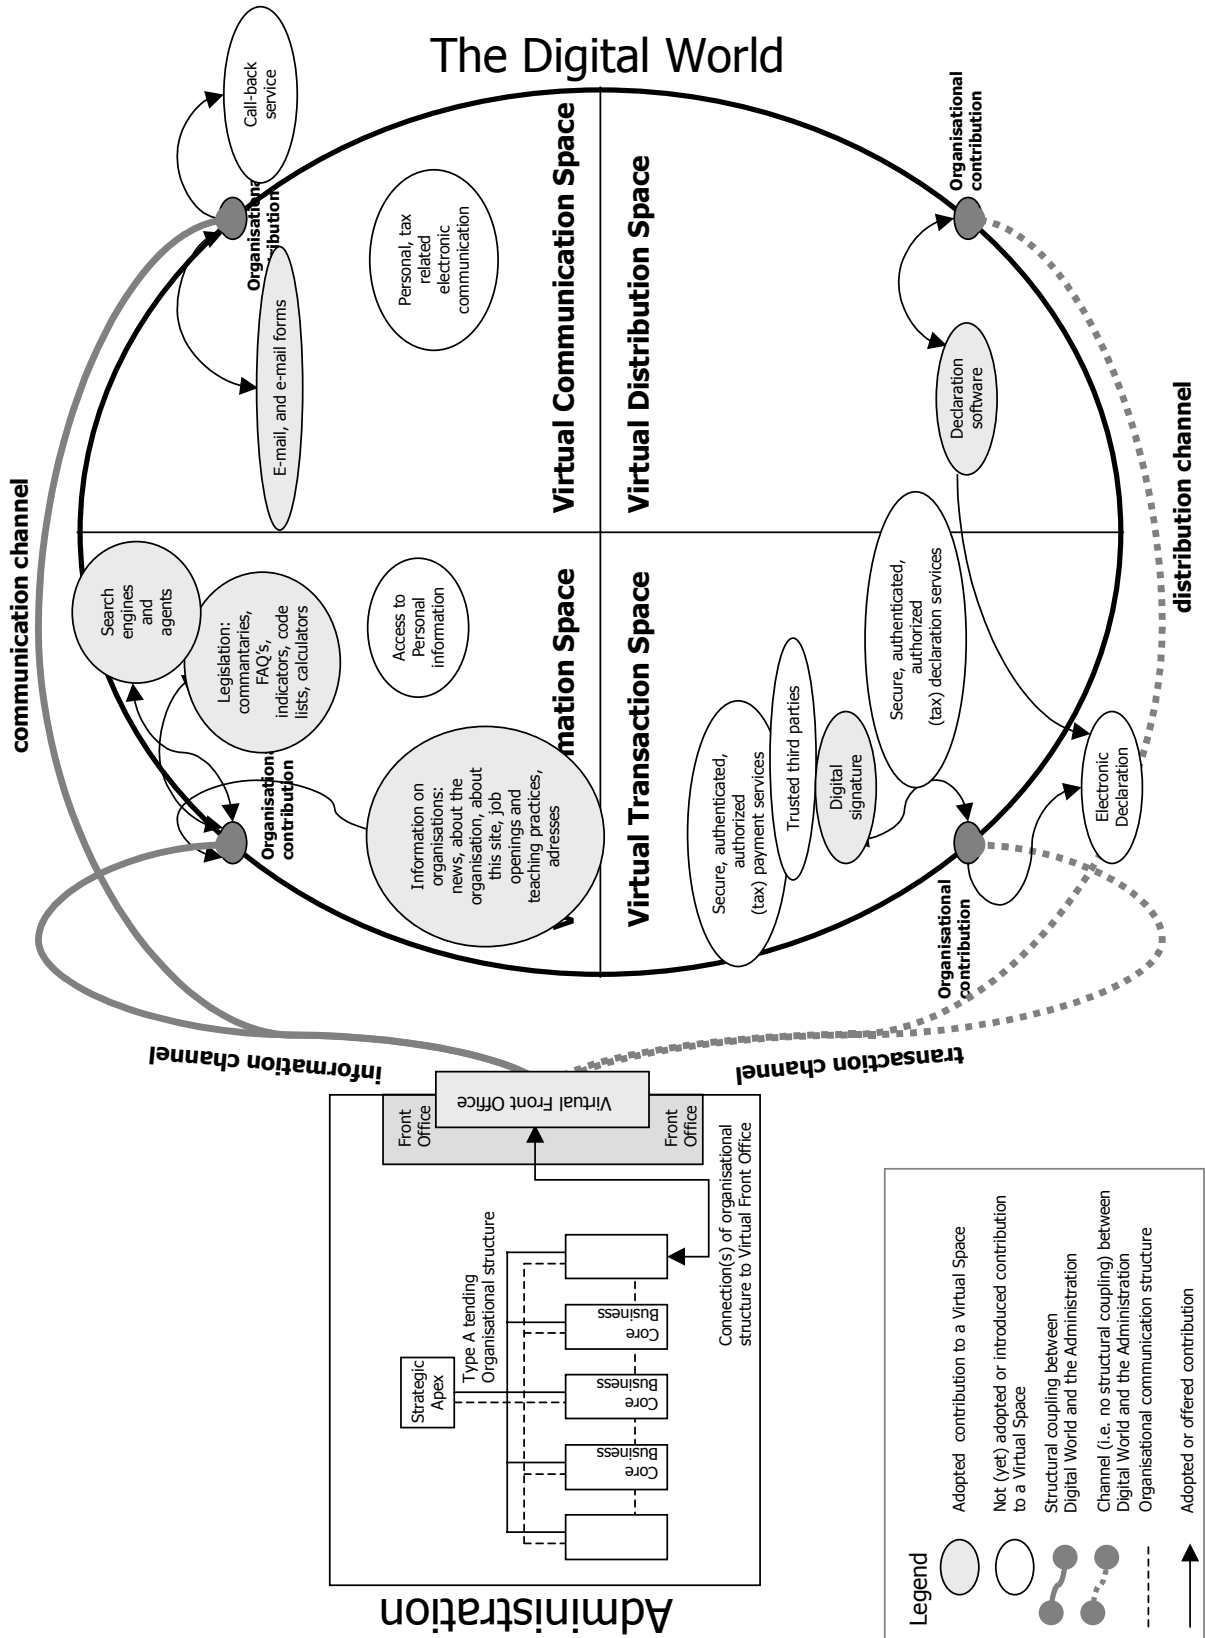 The Digital World
Call-back
service
Organisational
contribution
E-mail, and e-mail forms
Personal, tax
related
electronic
communication
Virtual Communication Space
Virtual Distribution Space
Organisational
contribution
Declaration
software
communication channel
distribution channel
Search
engines
and
agents
Legislation:
commantaries,
FAQ's,
indicators, code
lists, calculators
Access to
Personal
information
Organisational
contribution
Information on
organisations:
news, about the
organisation, about
this site, job
openings and
teaching practices,
adresses
mation Space
Virtual Transaction Space
Secure, authenticated,
authorized
(tax) payment services
Trusted third parties
Digital
signature
Secure, authenticated,
authorized
(tax) declaration services
Organisational
contribution
Electronic
Declaration
information channel
transaction channel
Administration
Front
Office
Virtual Front Office
Front
Office
Strategic
Apex
Type A tending
Organisational structure
Core
Business
Core
Business
Core
Business
Connection(s) of organisational
structure to Virtual Front Office
Legend
Adopted contribution to a Virtual Space
Not (yet) adopted or introduced contribution
to a Virtual Space
Structural coupling between
Digital World and the Administration
Channel (i.e. no structural coupling) between
Digital World and the Administration
Organisational communication structure
Adopted or offered contribution